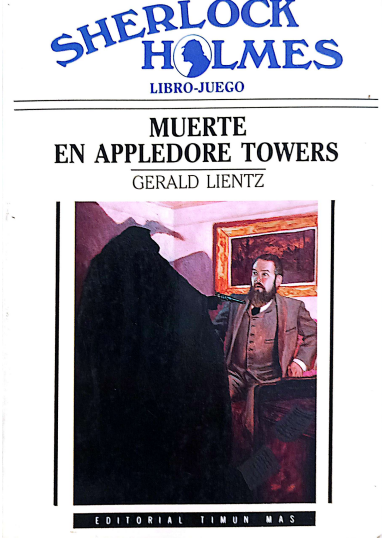 SHERLOCK
HOLMES
LIBRO-JUEGO
MUERTE
EN APPLEDORE TOWERS
GERALD LIENTZ
EDITORIAL TIMUN MAS